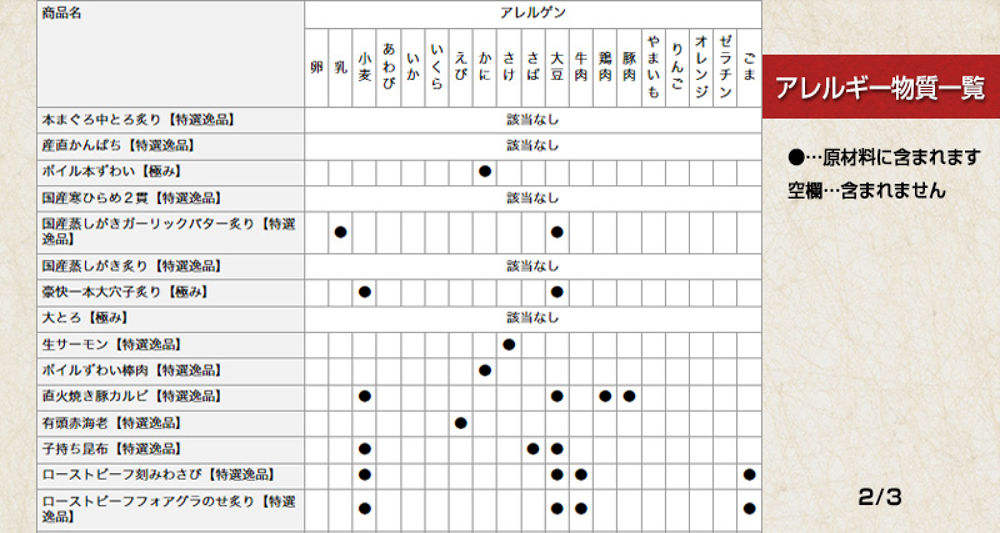 商品名
アレルゲン
卵 乳 小麦 あわび いか いくら えび かに さけ さば 大豆 牛肉 鶏肉 豚肉 やまいも りんご オレンジ ゼラチン ごま
本まぐろ中とろ炙り【特選逸品】 該当なし
産直かんぱち【特選逸品】 該当なし
ボイル本ずわい【極み】 ●
国産寒ひらめ２貫【特選逸品】 該当なし
国産蒸しがきガーリックバター炙り【特選
逸品】 ● ●
国産蒸しがき炙り【特選逸品】 該当なし
豪快一本大穴子炙り【極み】 ● ●
大とろ【極み】 該当なし
生サーモン【特選逸品】 ●
ボイルずわい棒肉【特選逸品】 ●
直火焼き豚カルビ【特選逸品】 ● ● ● ●
有頭赤海老【特選逸品】 ●
子持ち昆布【特選逸品】 ● ● ●
ローストビーフ刻みわさび【特選逸品】 ● ● ● ●
ローストビーフフォアグラのせ炙り【特選
逸品】 ● ● ● ●
アレルギー物質一覧
●…原材料に含まれます
空欄…含まれません
2/3